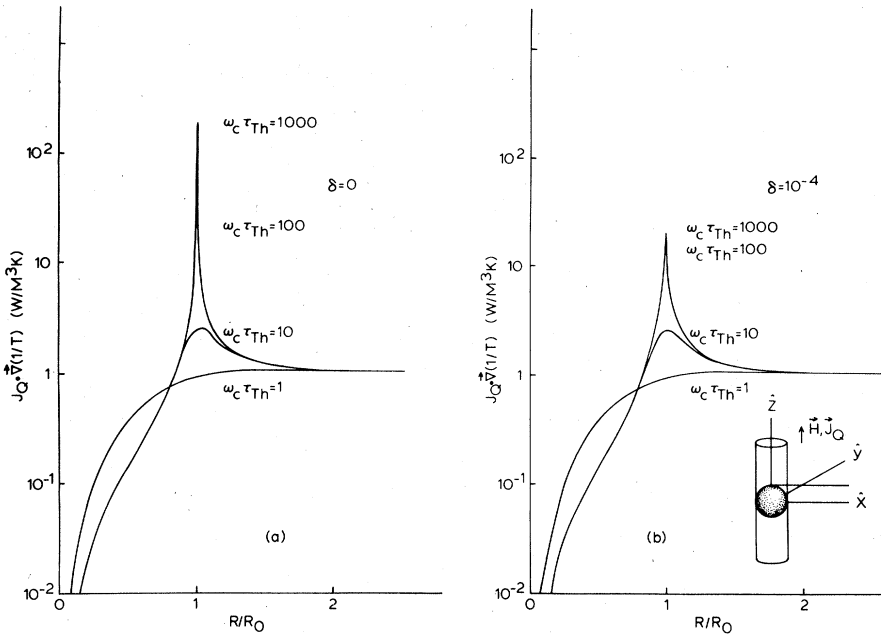 J_Q•∇⃗(1/T) (W/M³K)
10²
10
1
10⁻¹
10⁻²
ω_c τ_Th=1000
δ=0
ω_c τ_Th=100
ω_c τ_Th=10
ω_c τ_Th=1
(a)
0
1
2
R/R_O
J_Q•∇(1/T) (W/M³K)
10²
10
1
10⁻¹
10⁻²
δ=10⁻⁴
ω_c τ_Th=1000
ω_c τ_Th=100
ω_c τ_Th=10
ω_c τ_Th=1
Ẑ
H⃗,J⃗_Q
ŷ
x̂
(b)
0
1
2
R/R_O